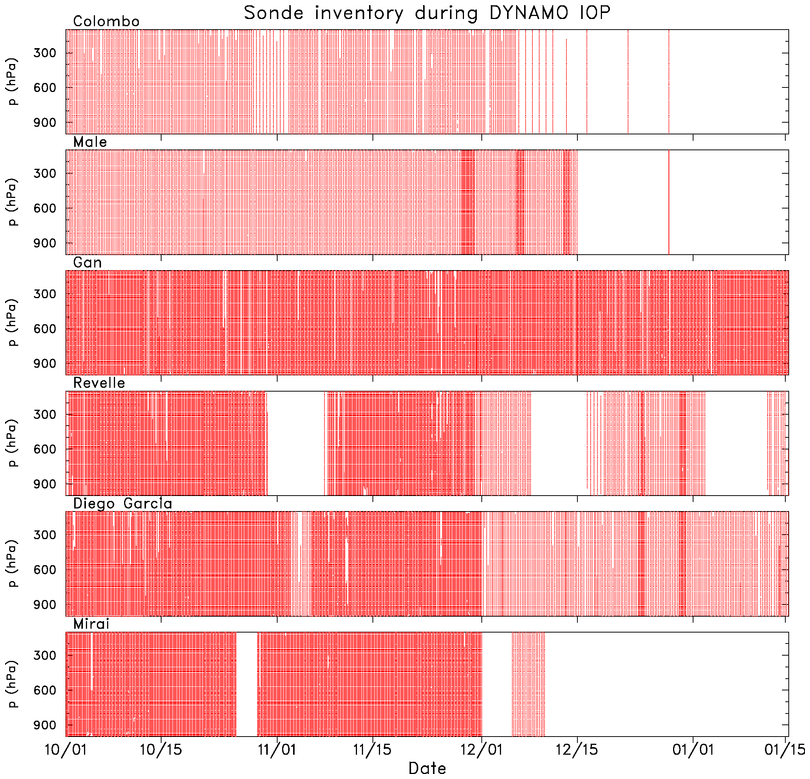 Sonde inventory during DYNAMO IOP
Colombo
300
600
900
p (hPa)
Male
300
600
900
p (hPa)
Gan
300
600
900
p (hPa)
Revelle
300
600
900
p (hPa)
Diego Garcia
300
600
900
p (hPa)
Mirai
300
600
900
p (hPa)
10/01 10/15 11/01 11/15 12/01 12/15 01/01 01/15
Date